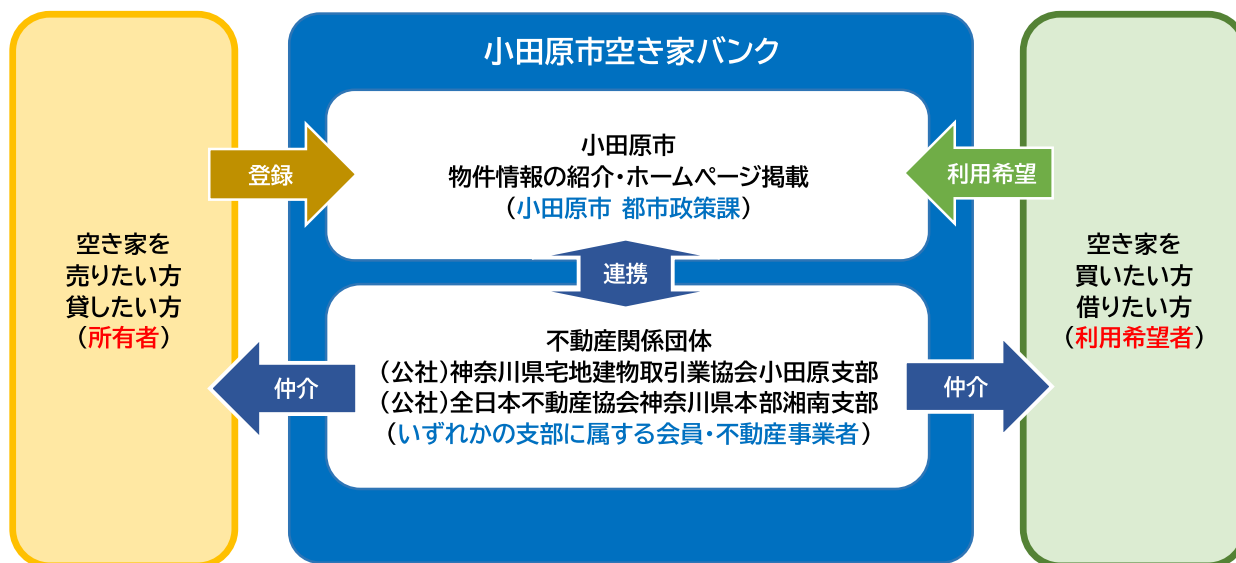 小田原市空き家バンク
空き家を
売りたい方
貸したい方
（所有者）
登録
仲介
小田原市
物件情報の紹介・ホームページ掲載
（小田原市 都市政策課）
連携
不動産関係団体
（公社）神奈川県宅地建物取引業協会小田原支部
（公社）全日本不動産協会神奈川県本部湘南支部
（いずれかの支部に属する会員・不動産事業者）
利用希望
仲介
空き家を
買いたい方
借りたい方
（利用希望者）